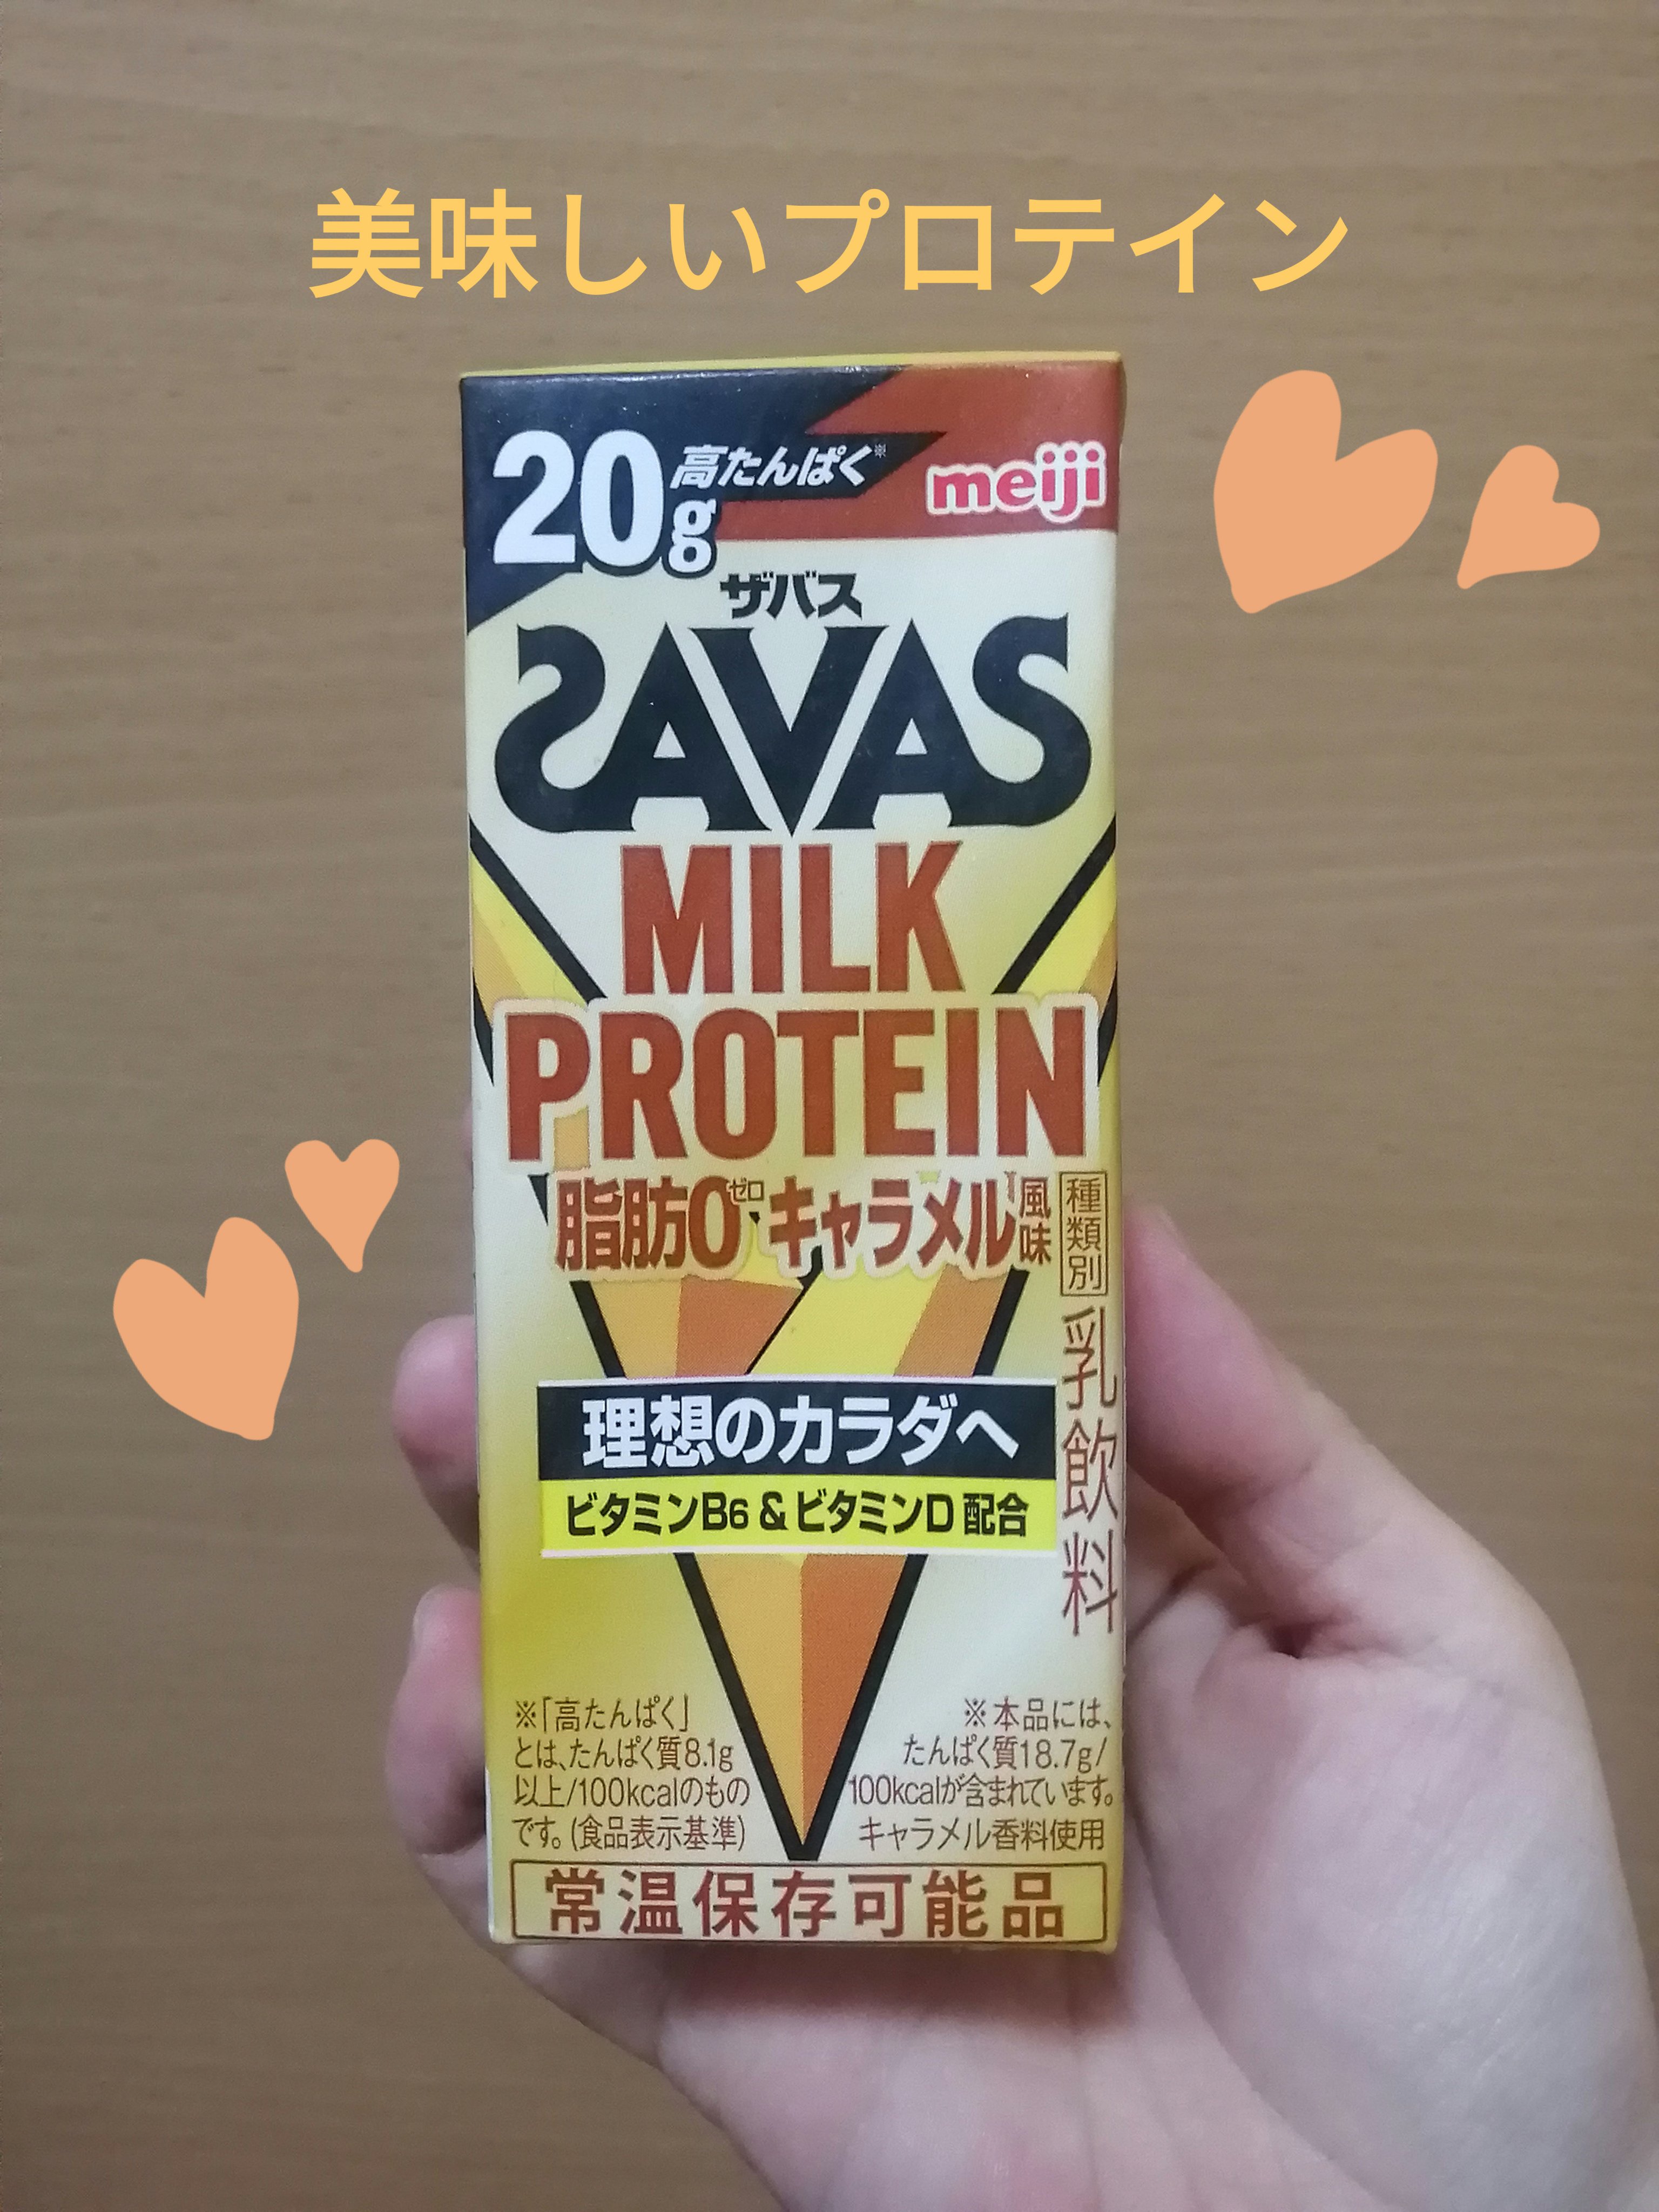 美味しいプロテイン
20g 高たんぱく※
meiji
ザバス
SAVAS
MILK
PROTEIN
脂肪0ゼロ キャラメル風味
種類別 乳飲料
理想のカラダへ
ビタミンB6&ビタミンD配合
※「高たんぱく」
とは、たんぱく質8.1g
以上/100kcalのもの
です。(食品表示基準)
※本品には、
たんぱく質18.7g/
100kcalが含まれています。
キャラメル香料使用
常温保存可能品